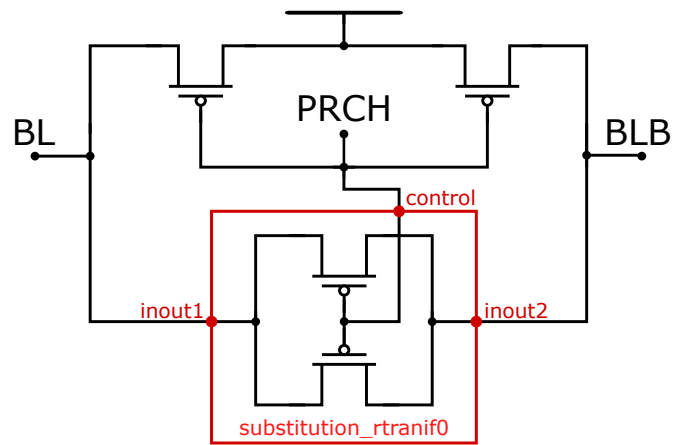 PRCH
BL
BLB
control
inout1
inout2
substitution_rtranif0